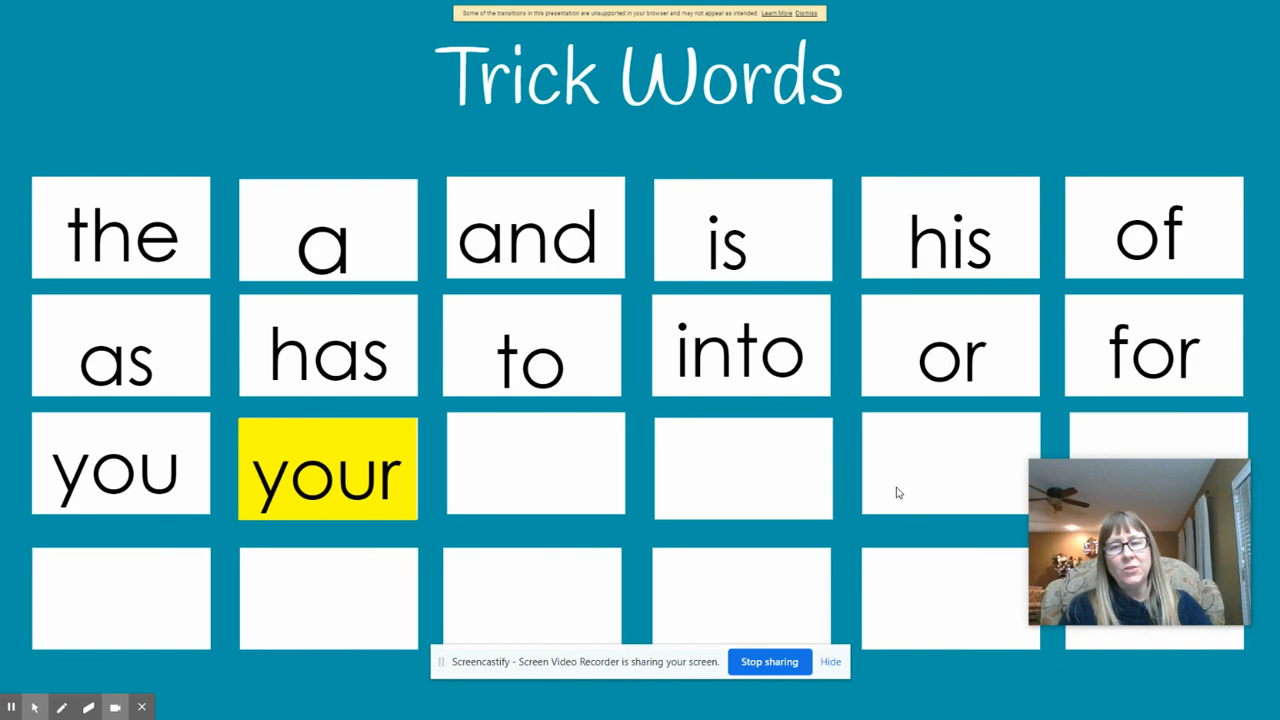 Some of the transitions in this presentation are unsupported in your browser and may not appear as intended. Learn More Dismiss
Trick Words
the a and is his of
as has to into or for
you your
Screencastify - Screen Video Recorder is sharing your screen. Stop sharing Hide